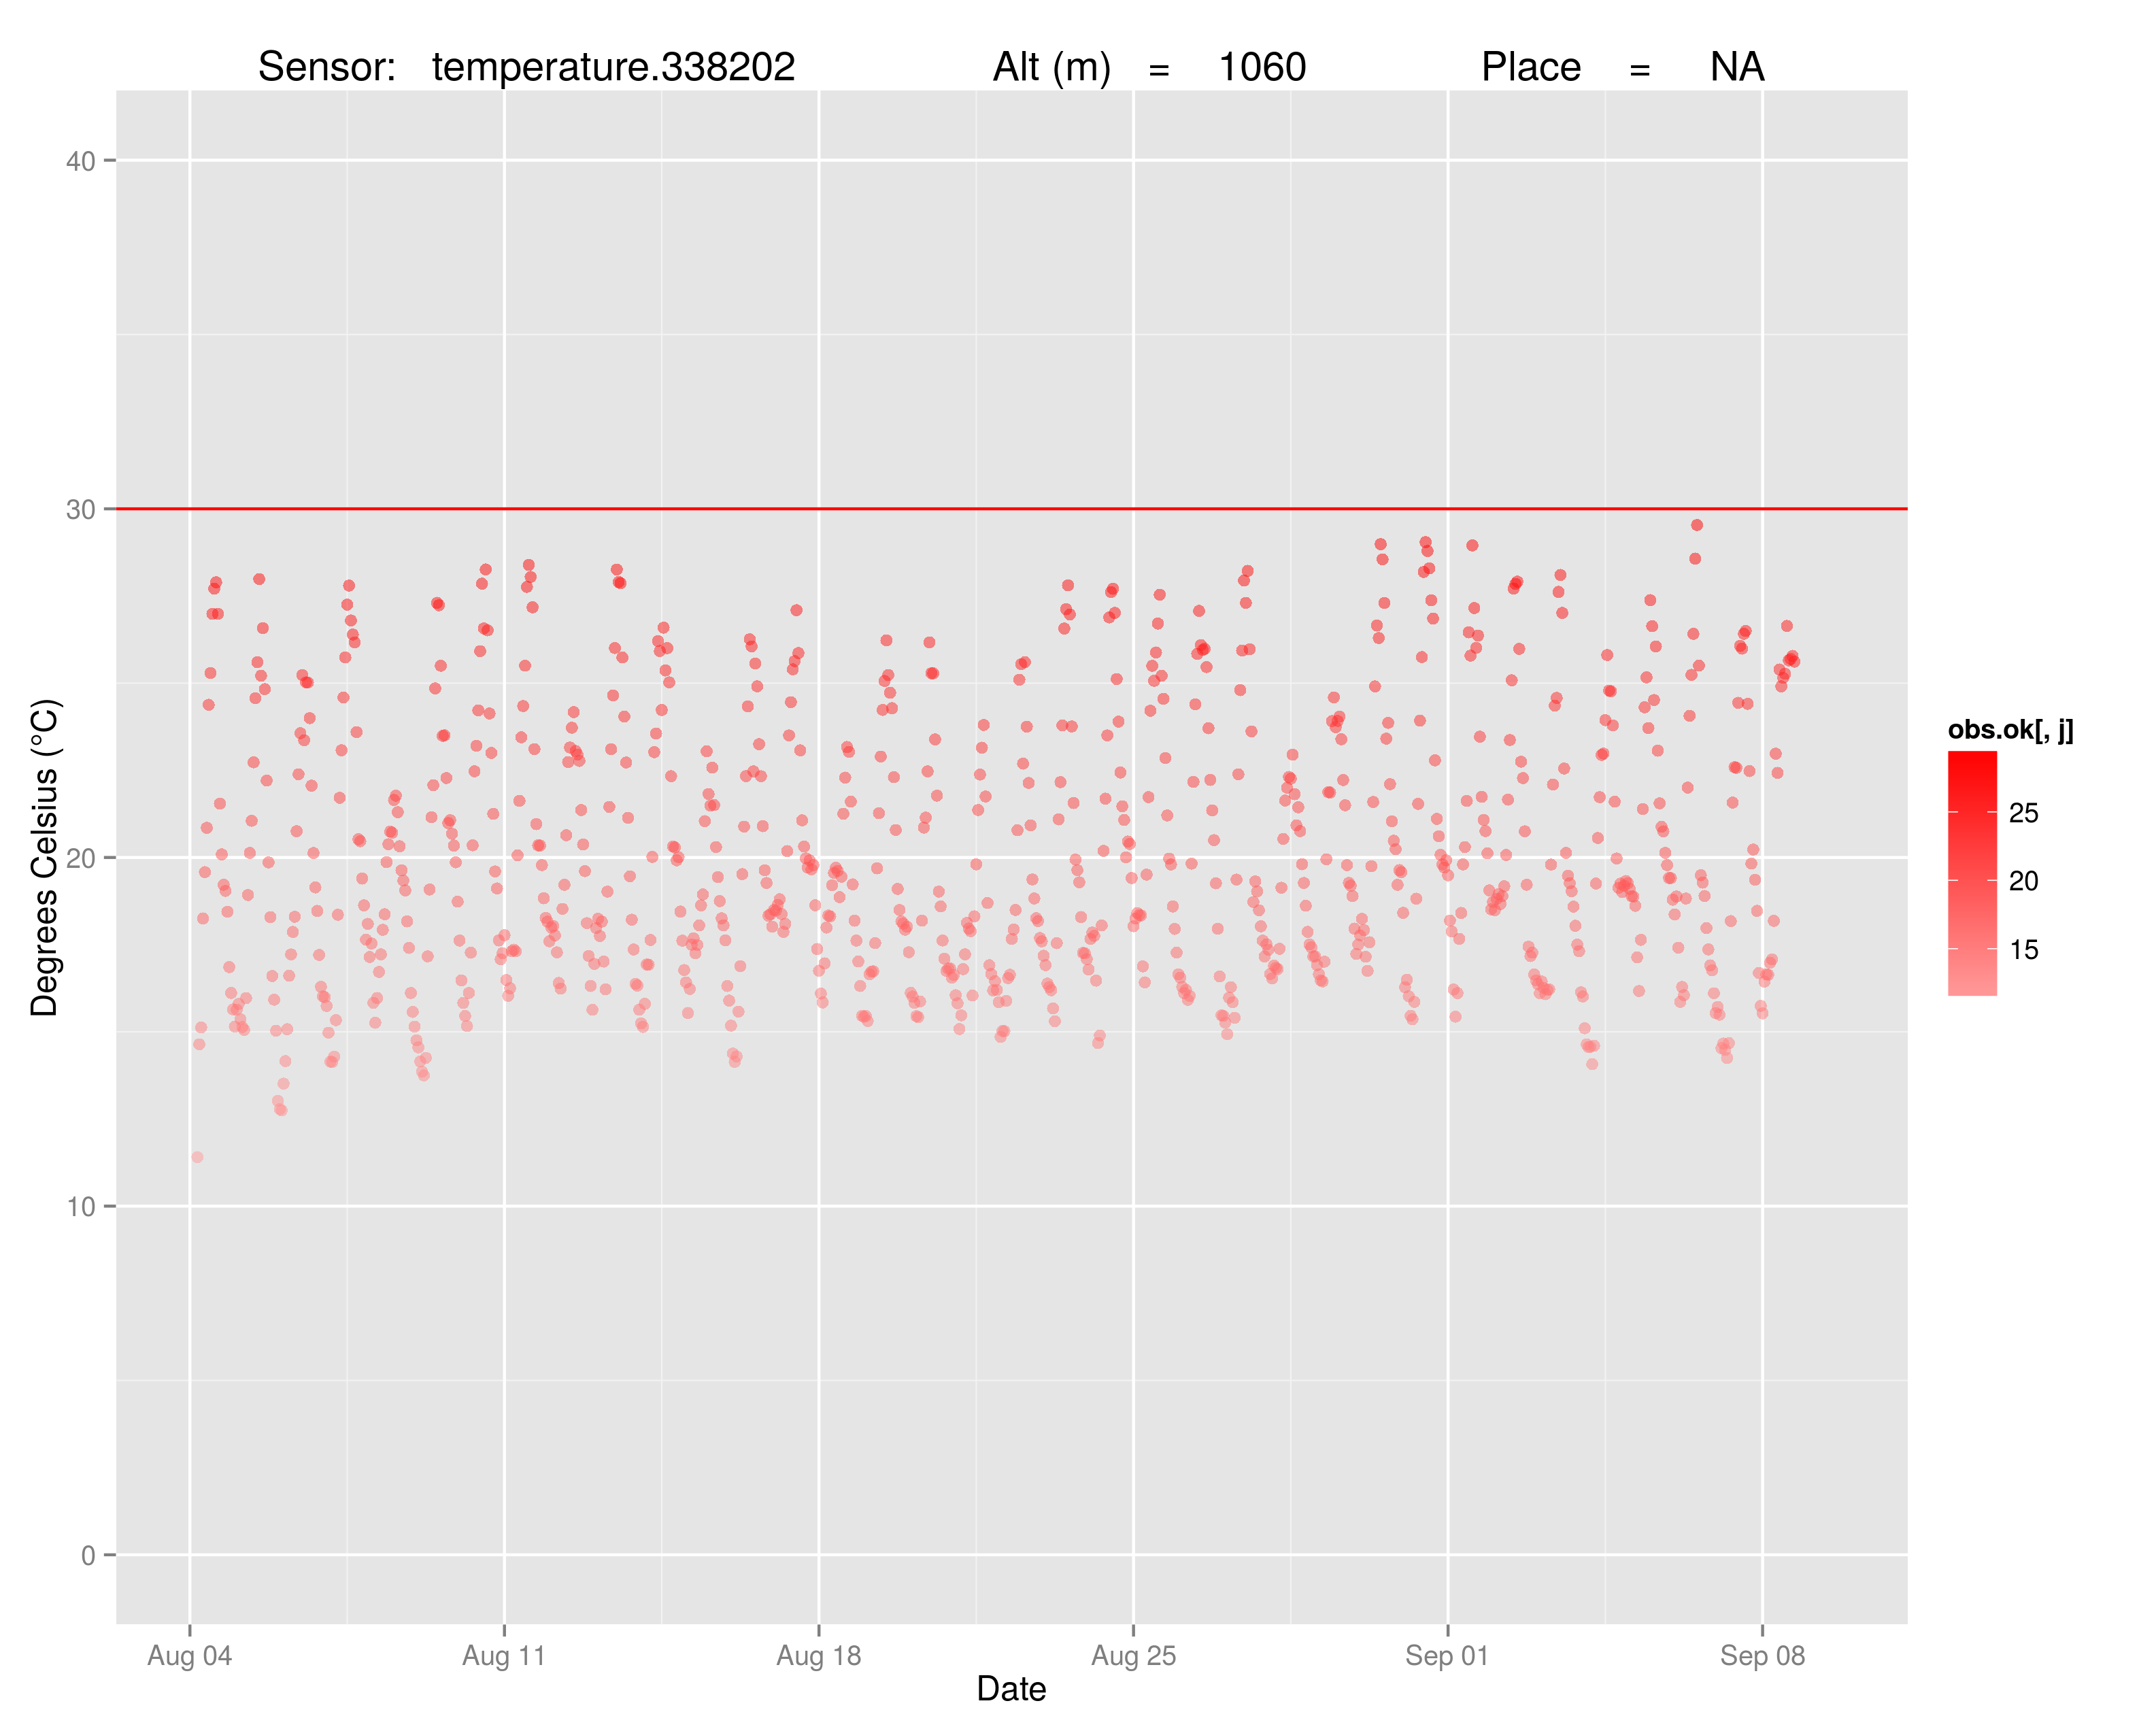 Sensor: temperature.338202 Alt (m) = 1060 Place = NA
40
30
20
10
0
Degrees Celsius (°C)
Aug 04 Aug 11 Aug 18 Aug 25 Sep 01 Sep 08
Date
obs.ok[, j]
25
20
15